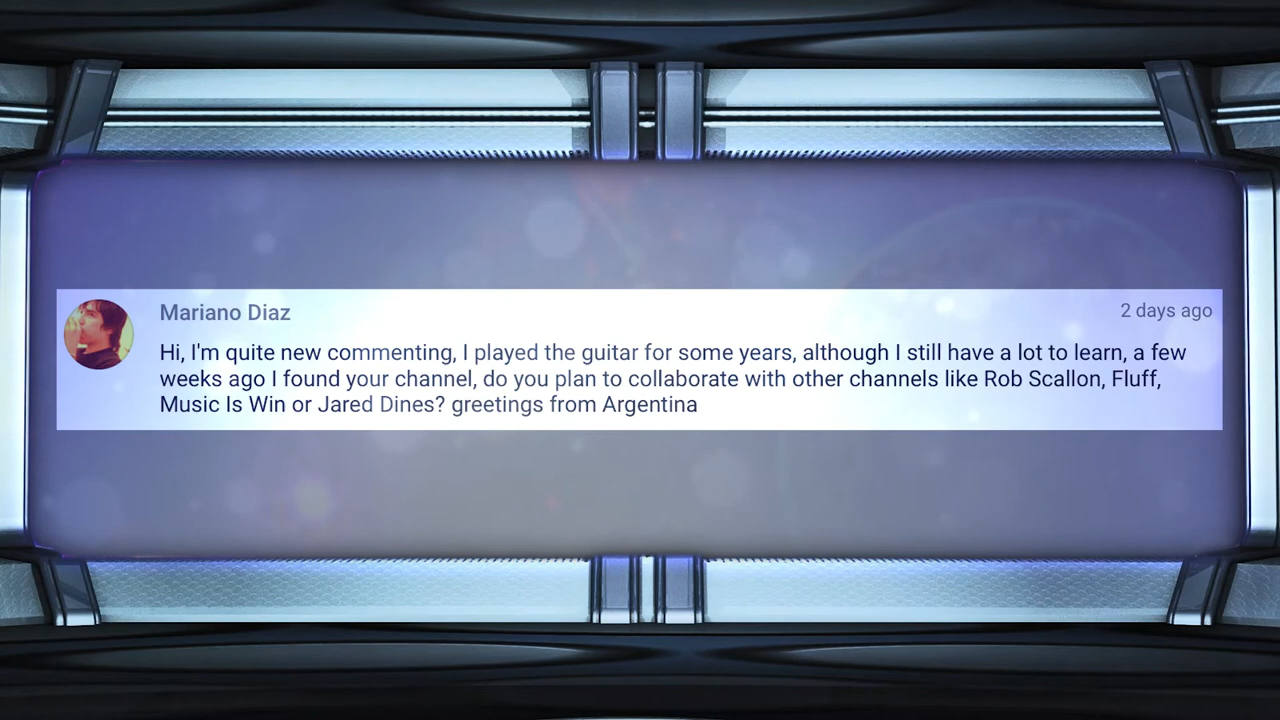 Mariano Diaz
2 days ago
Hi, I'm quite new commenting, I played the guitar for some years, although I still have a lot to learn, a few
weeks ago I found your channel, do you plan to collaborate with other channels like Rob Scallon, Fluff,
Music Is Win or Jared Dines? greetings from Argentina